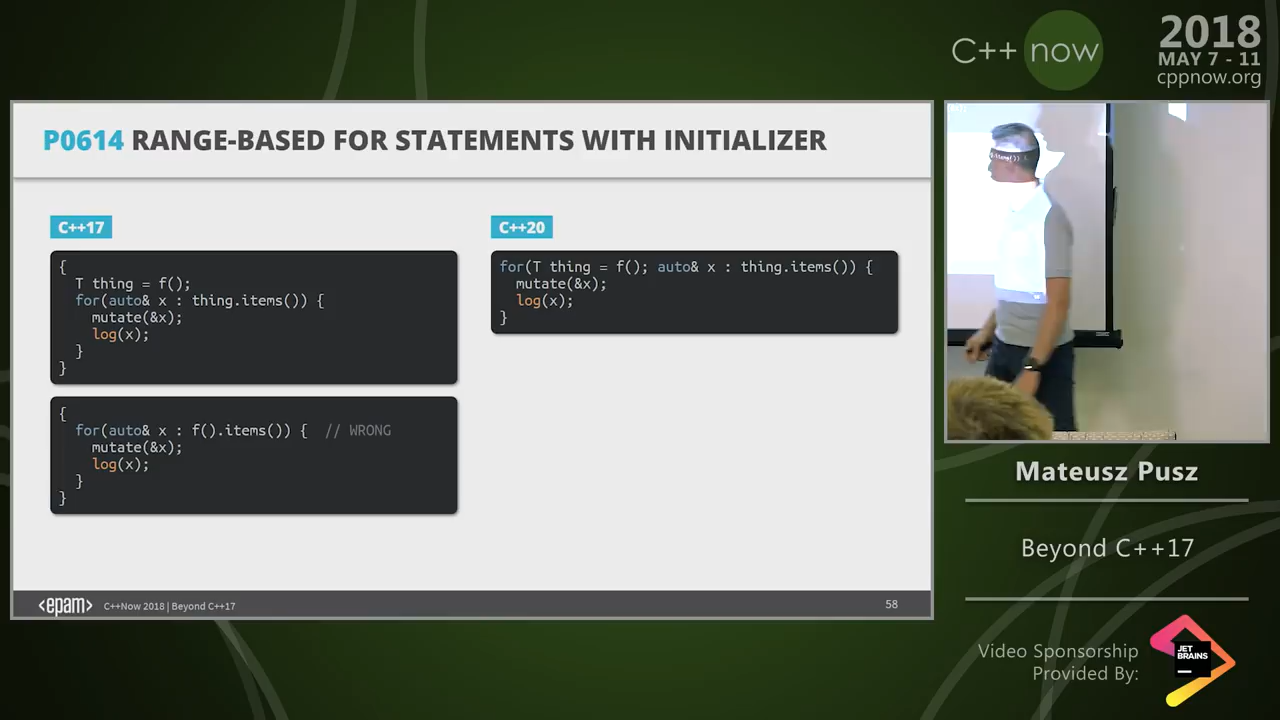 C++ now
2018
MAY 7 - 11
cppnow.org
P0614 RANGE-BASED FOR STATEMENTS WITH INITIALIZER
C++17
{
  T thing = f();
  for(auto& x : thing.items()) {
    mutate(&x);
    log(x);
  }
}
{
  for(auto& x : f().items()) {  // WRONG
    mutate(&x);
    log(x);
  }
}
C++20
for(T thing = f(); auto& x : thing.items()) {
  mutate(&x);
  log(x);
}
<epam> C++Now 2018 | Beyond C++17
58
Mateusz Pusz
Beyond C++17
Video Sponsorship
Provided By:
JET
BRAINS